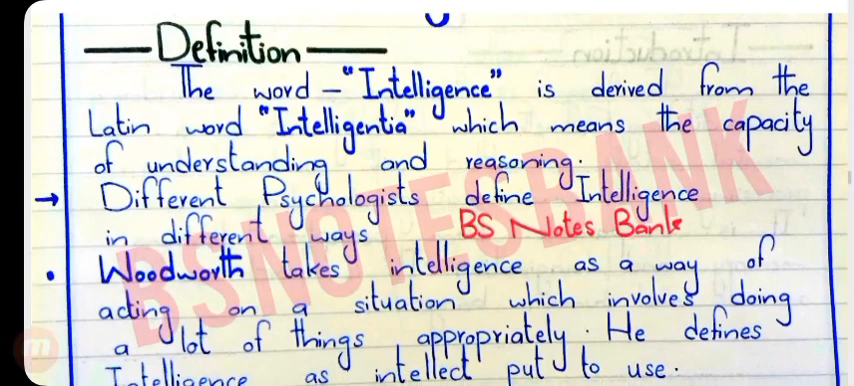 Definition
The word - "Intelligence" is derived from the
Latin word "Intelligentia" which means the capacity
of understanding and reasoning.
→ Different Psychologists define Intelligence
in different ways BS Notes Bank
• Woodworth takes intelligence as a way of
acting on a situation which involves doing
a lot of things appropriately. He defines
Intelligence as intellect put to use.
BSNOTESBANK